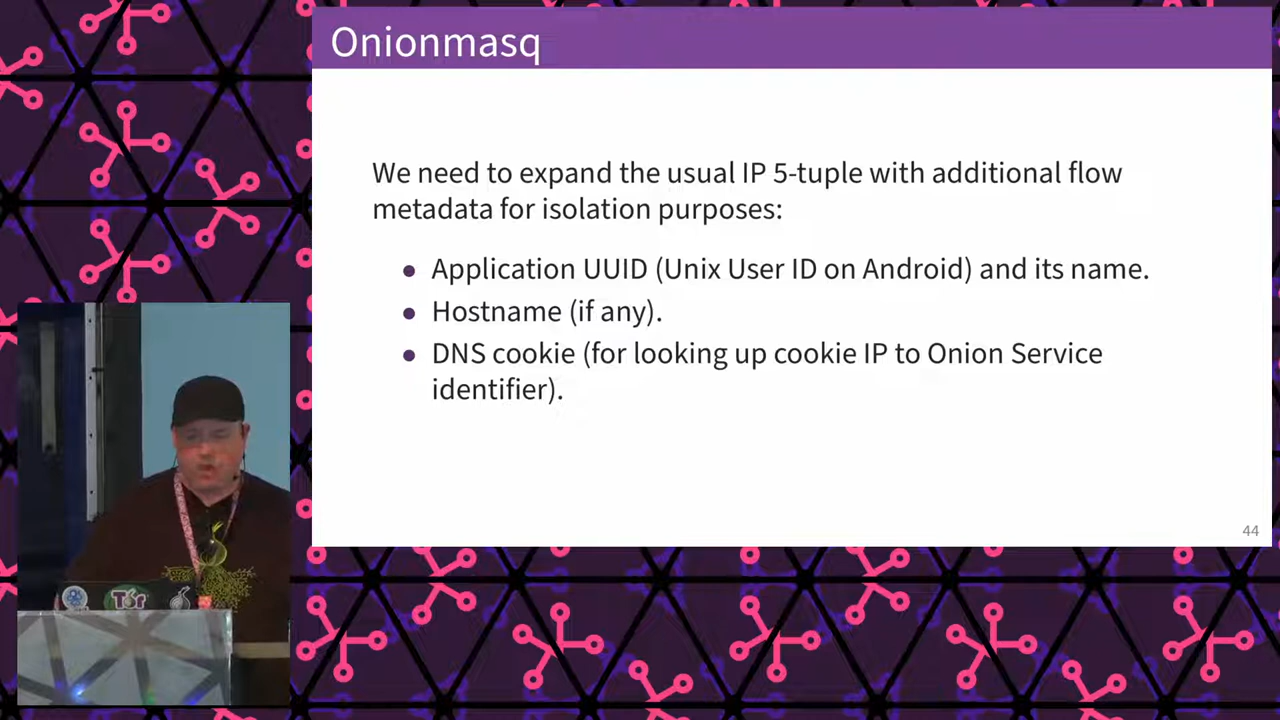 Onionmasq
We need to expand the usual IP 5-tuple with additional flow
metadata for isolation purposes:
● Application UUID (Unix User ID on Android) and its name.
● Hostname (if any).
● DNS cookie (for looking up cookie IP to Onion Service
identifier).
44
Tor